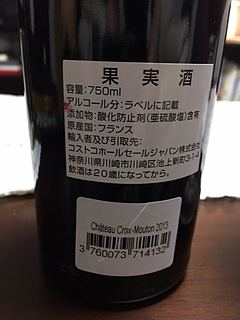 果実酒
容量:750ml
アルコール分:ラベルに記載
添加物:酸化防止剤(亜硫酸塩)含有
原産国:フランス
輸入者及び引取先:
コストコホールセールジャパン株式会社
神奈川県川崎市川崎区池上新町3-1-4
飲酒は20歳になってから。
Château Croix-Mouton 2013
3 760073 714132